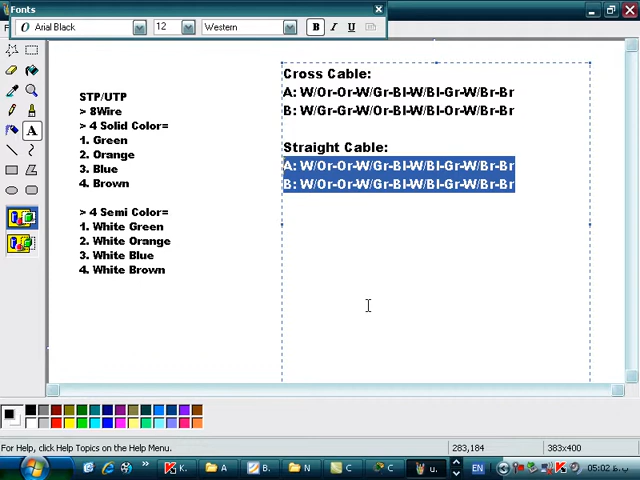 Fonts
Arial Black
12
Western
B
I
U
STP/UTP
> 8Wire
> 4 Solid Color=
1. Green
2. Orange
3. Blue
4. Brown
> 4 Semi Color=
1. White Green
2. White Orange
3. White Blue
4. White Brown
Cross Cable:
A: W/Or-Or-W/Gr-Bl-W/Bl-Gr-W/Br-Br
B: W/Gr-Gr-W/Or-Bl-W/Bl-Or-W/Br-Br
Straight Cable:
A: W/Or-Or-W/Gr-Bl-W/Bl-Gr-W/Br-Br
B: W/Or-Or-W/Gr-Bl-W/Bl-Gr-W/Br-Br
A
For Help, click Help Topics on the Help Menu.
283,184
383x400
start
K.
A
B.
N
C
C
u.
EN
05:02